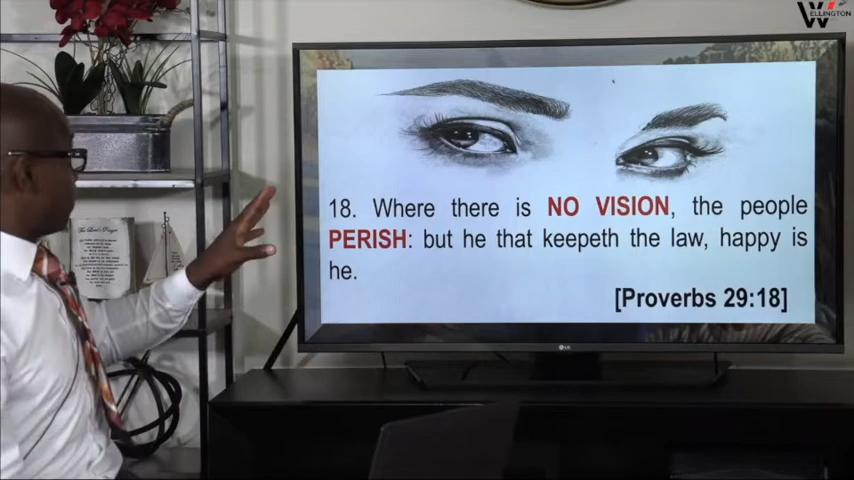 WELLINGTON
The Lord's Prayer
18. Where there is NO VISION, the people
PERISH: but he that keepeth the law, happy is
he.
[Proverbs 29:18]
LG